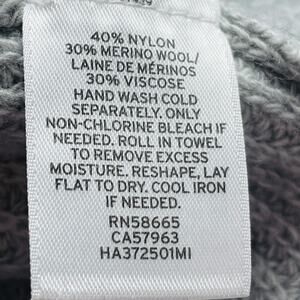 40% NYLON
30% MERINO WOOL/
LAINE DE MÉRINOS
30% VISCOSE
HAND WASH COLD
SEPARATELY. ONLY
NON-CHLORINE BLEACH IF
NEEDED. ROLL IN TOWEL
TO REMOVE EXCESS
MOISTURE. RESHAPE, LAY
FLAT TO DRY. COOL IRON
IF NEEDED.
RN58665
CA57963
HA372501MI